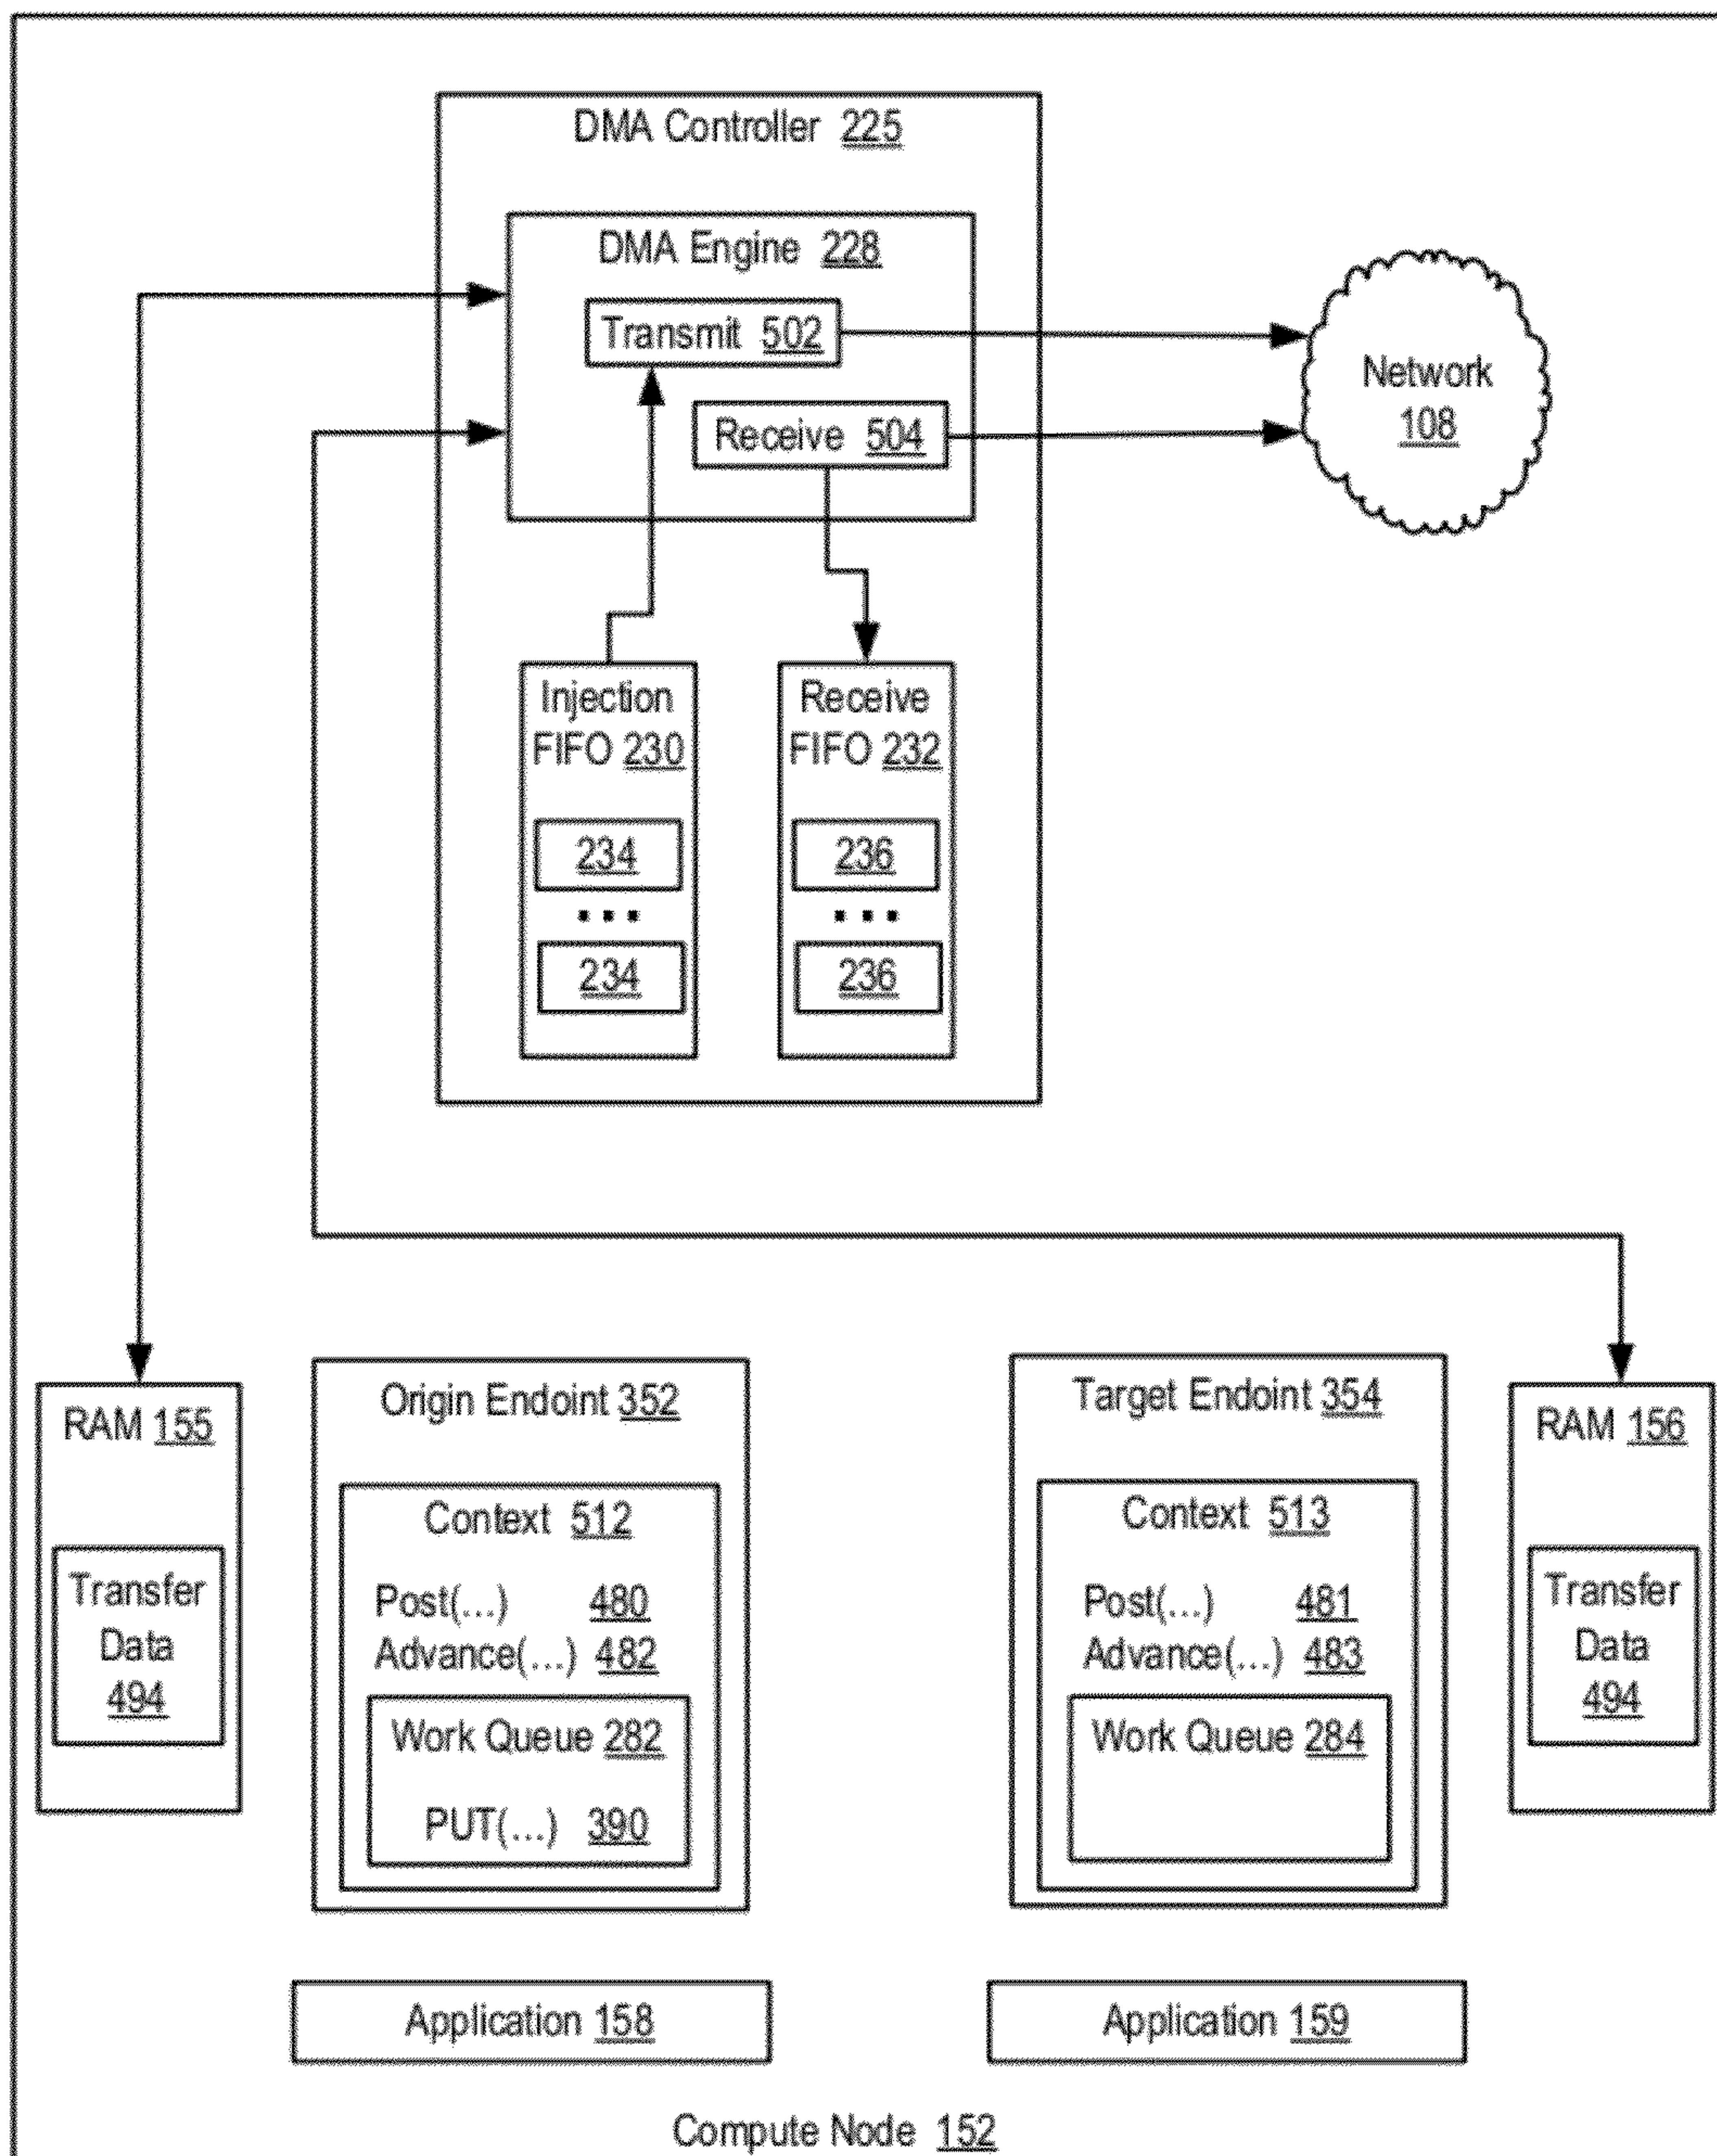 DMA Controller 225
DMA Engine 228
Transmit 502
Receive 504
Network
108
Injection
FIFO 230
234
...
234
Receive
FIFO 232
236
...
236
RAM 155
Transfer
Data
494
Origin Endoint 352
Context 512
Post(...) 480
Advance(...) 482
Work Queue 282
PUT(...) 390
Target Endoint 354
Context 513
Post(...) 481
Advance(...) 483
Work Queue 284
RAM 156
Transfer
Data
494
Application 158
Application 159
Compute Node 152